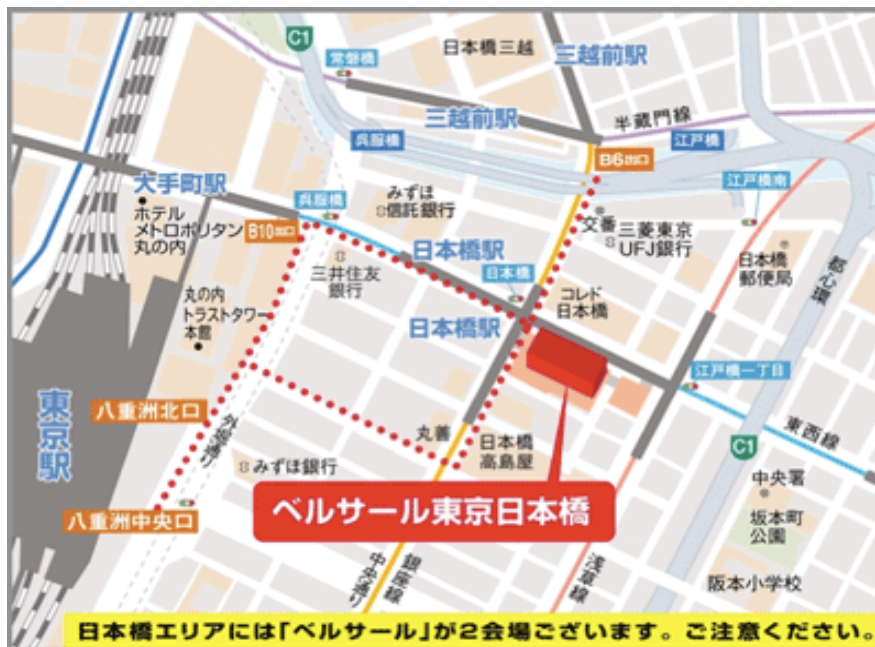 C1
常盤橋
日本橋三越
三越前駅
三越前駅
半蔵門線
呉服橋
江戸橋
B6出口
大手町駅
ホテル
メトロポリタン
丸の内
B10出口
呉服橋
みずほ
信託銀行
交番
三菱東京
UFJ銀行
江戸橋南
日本橋
郵便局
都心環
日本橋駅
三井住友
銀行
日本橋
コレド
日本橋
丸の内
トラストタワー
本館
日本橋駅
江戸橋一丁目
東京駅
八重洲北口
外堀通り
丸善
日本橋
高島屋
東西線
C1
みずほ銀行
八重洲中央口
ベルサール東京日本橋
中央署
坂本町
公園
銀座線
中央通り
浅草線
阪本小学校
日本橋エリアには「ベルサール」が2会場ございます。ご注意ください。